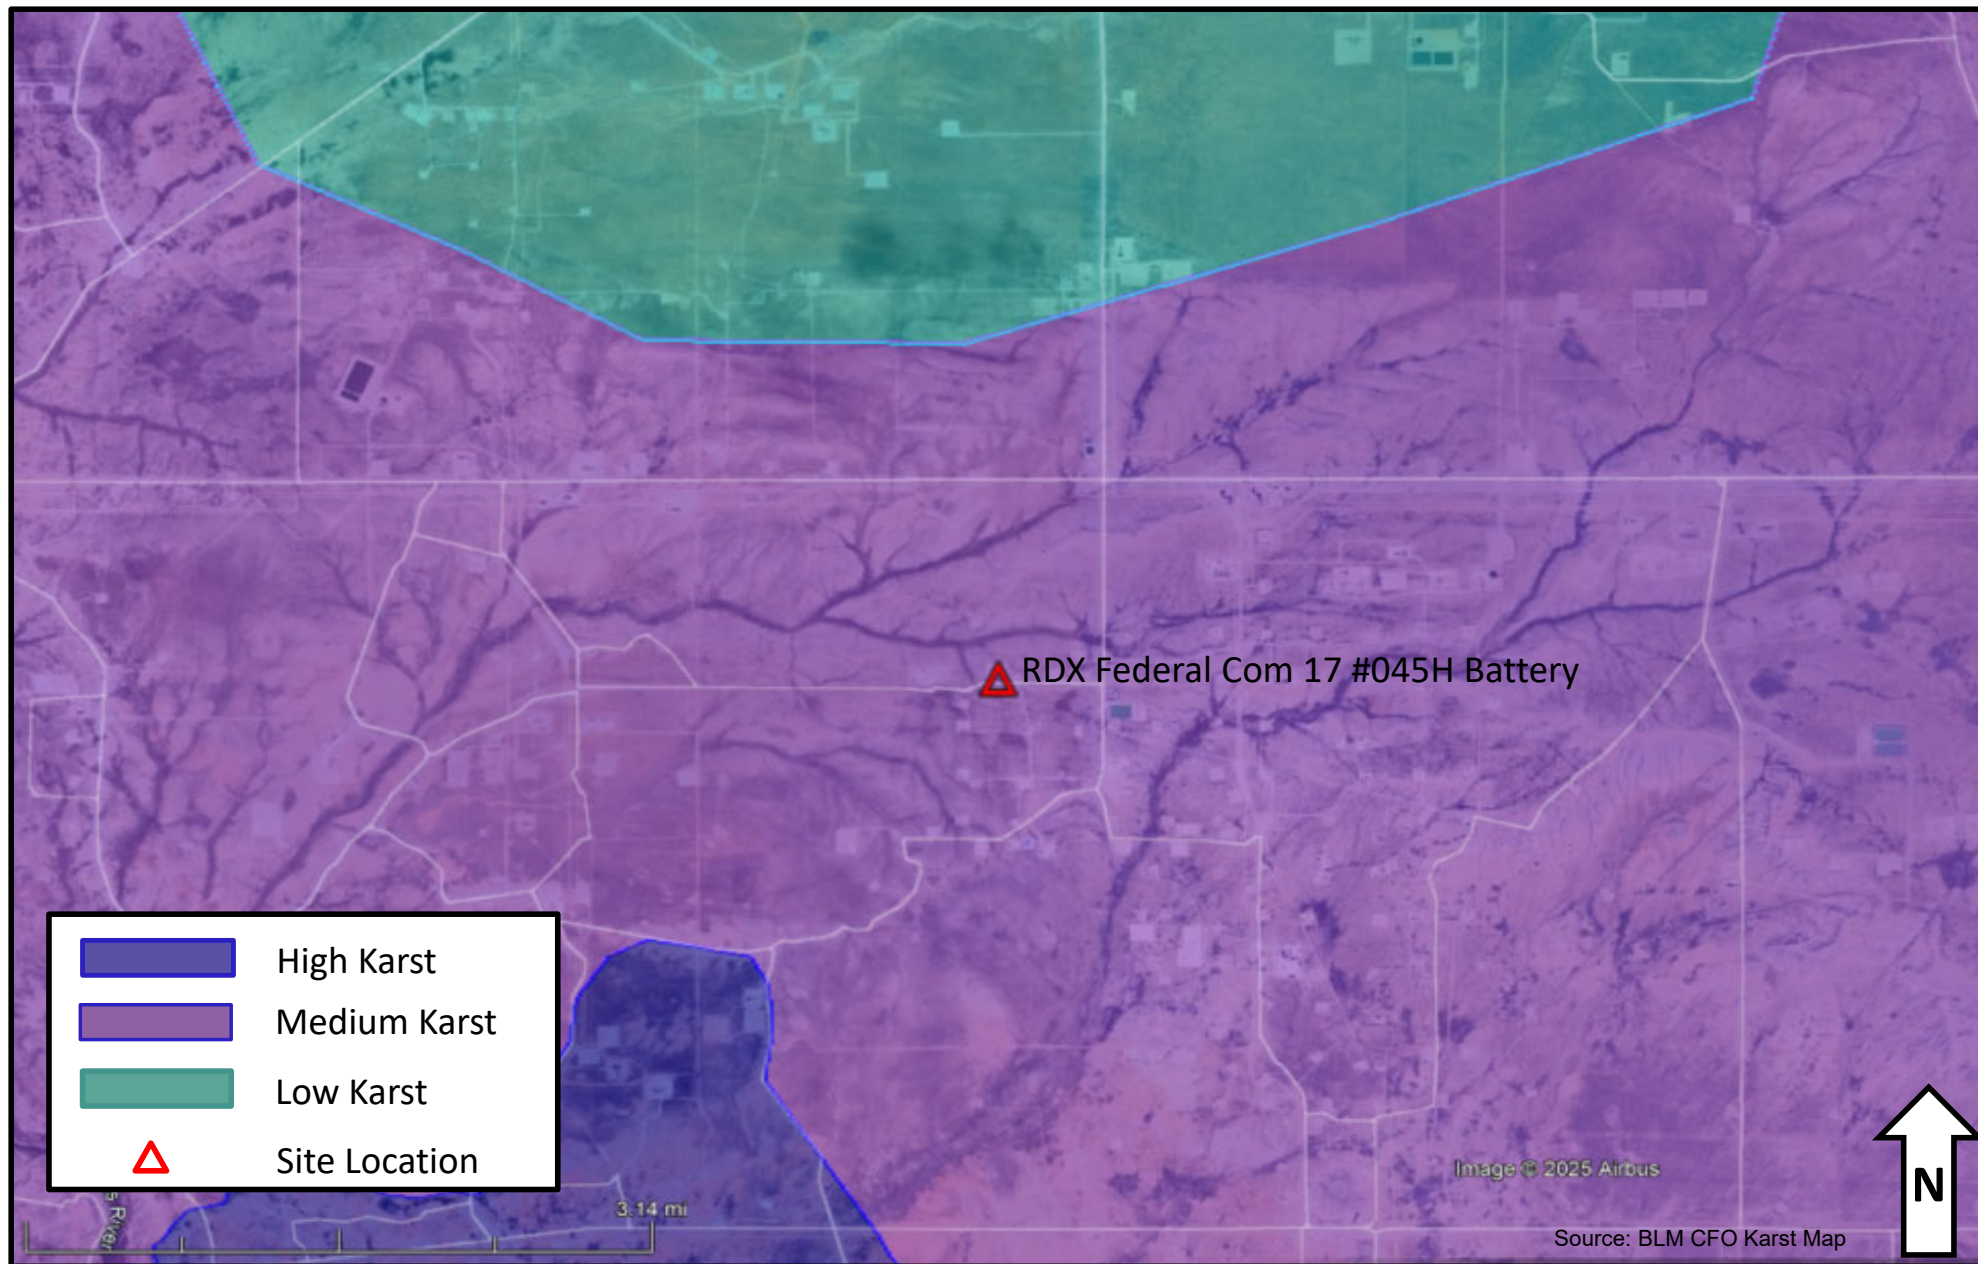 RDX Federal Com 17 #045H Battery
High Karst
Medium Karst
Low Karst
Site Location
3.14 mi
River
Image © 2025 Airbus
N
Source: BLM CFO Karst Map